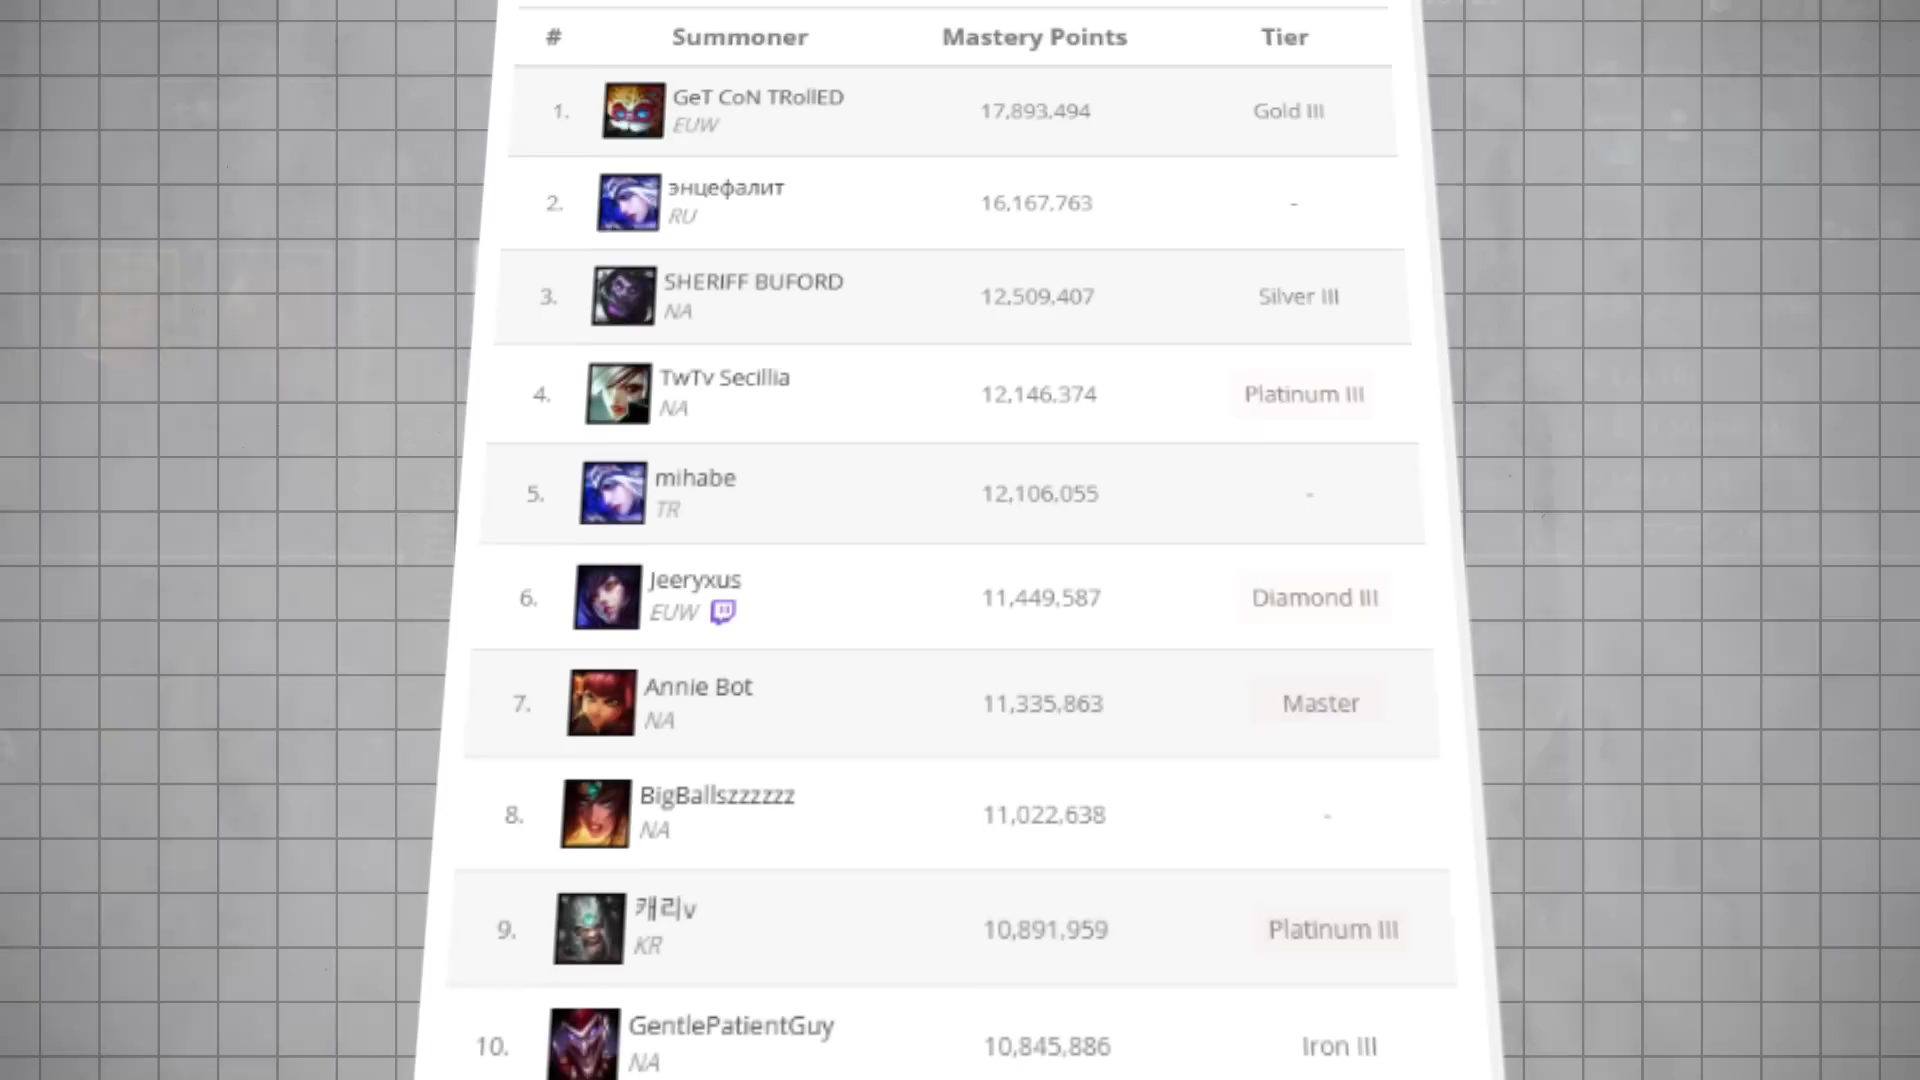 # Summoner Mastery Points Tier
1. GeT CoN TRollED 17,893,494 Gold III
EUW
2. энцефалит 16,167,763 -
RU
3. SHERIFF BUFORD 12,509,407 Silver III
NA
4. TwTv Secillia 12,146,374 Platinum III
NA
5. mihabe 12,106,055 -
TR
6. Jeeryxus 11,449,587 Diamond III
EUW
7. Annie Bot 11,335,863 Master
NA
8. BigBallszzzzzz 11,022,638 -
NA
9. 캐리v 10,891,959 Platinum III
KR
10. GentlePatientGuy 10,845,886 Iron III
NA